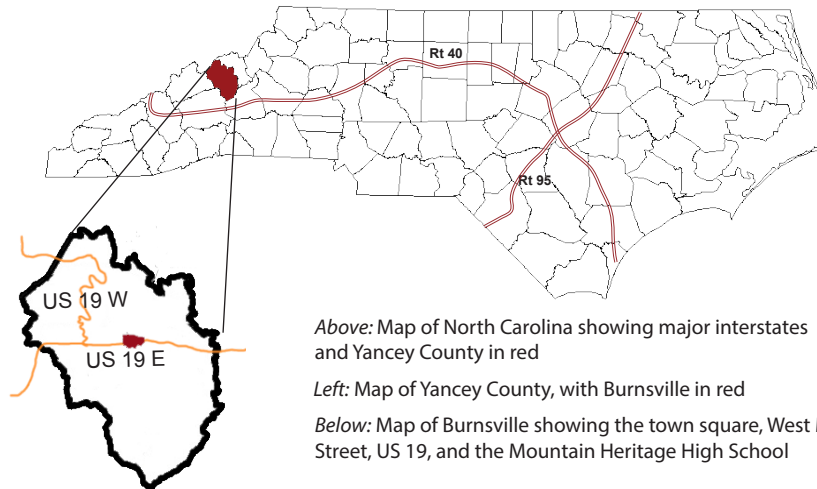 Rt 40
Rt 95
US 19 W
US 19 E
Above: Map of North Carolina showing major interstates
and Yancey County in red
Left: Map of Yancey County, with Burnsville in red
Below: Map of Burnsville showing the town square, West
Street, US 19, and the Mountain Heritage High School